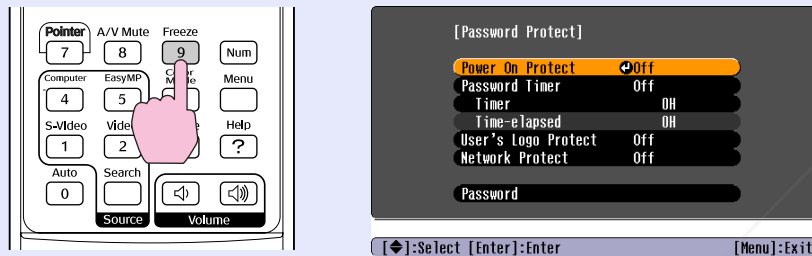 Pointer A/V Mute Freeze
7 8 9 Num
Computer EasyMP Menu
4 5
S-Video Help
1 2 ?
Auto Search
0
Source Volume
[Password Protect]
Power On Protect Off
Password Timer Off
Timer 0H
Time-elapsed 0H
User's Logo Protect Off
Network Protect Off
Password
[◆]:Select [Enter]:Enter [Menu]:Exit